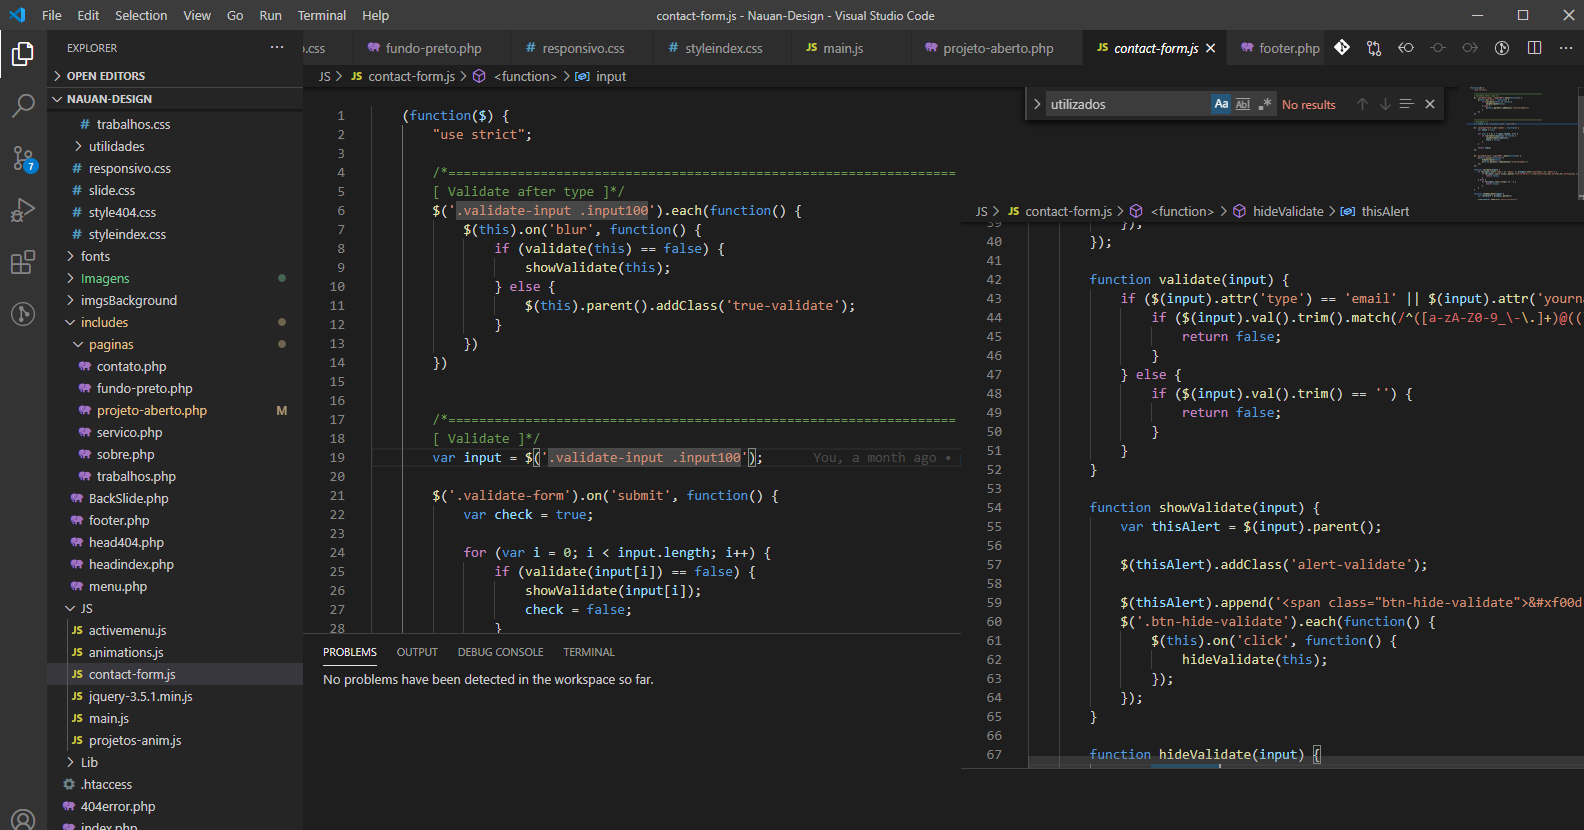 File Edit Selection View Go Run Terminal Help
contact-form.js - Nauan-Design - Visual Studio Code
EXPLORER
OPEN EDITORS
NAUAN-DESIGN
# trabalhos.css
utilidades
# responsivo.css
# slide.css
# style404.css
# styleindex.css
fonts
Imagens
imgsBackground
includes
paginas
contato.php
fundo-preto.php
projeto-aberto.php M
servico.php
sobre.php
trabalhos.php
BackSlide.php
footer.php
head404.php
headindex.php
menu.php
JS
JS activemenu.js
JS animations.js
JS contact-form.js
JS jquery-3.5.1.min.js
JS main.js
JS projetos-anim.js
Lib
.htaccess
404error.php
index.php
7
.css fundo-preto.php # responsivo.css # styleindex.css JS main.js projeto-aberto.php JS contact-form.js footer.php
JS > JS contact-form.js > <function> > input
utilizados Aa Abl .* No results
1 (function($) {
2 "use strict";
3
4 /*==================================================================
5 [ Validate after type ]*/
6 $('.validate-input .input100').each(function() {
7 $(this).on('blur', function() {
8 if (validate(this) == false) {
9 showValidate(this);
10 } else {
11 $(this).parent().addClass('true-validate');
12 }
13 })
14 })
15
16
17 /*==================================================================
18 [ Validate ]*/
19 var input = $('.validate-input .input100'); You, a month ago •
20
21 $('.validate-form').on('submit', function() {
22 var check = true;
23
24 for (var i = 0; i < input.length; i++) {
25 if (validate(input[i]) == false) {
26 showValidate(input[i]);
27 check = false;
28 }
PROBLEMS OUTPUT DEBUG CONSOLE TERMINAL
No problems have been detected in the workspace so far.
JS > JS contact-form.js > <function> > hideValidate > thisAlert
39 });
40 });
41
42 function validate(input) {
43 if ($(input).attr('type') == 'email' || $(input).attr('yourna
44 if ($(input).val().trim().match(/^([a-zA-Z0-9_\-\.]+)@((
45 return false;
46 }
47 } else {
48 if ($(input).val().trim() == '') {
49 return false;
50 }
51 }
52 }
53
54 function showValidate(input) {
55 var thisAlert = $(input).parent();
56
57 $(thisAlert).addClass('alert-validate');
58
59 $(thisAlert).append('<span class="btn-hide-validate">&#xf00d
60 $('.btn-hide-validate').each(function() {
61 $(this).on('click', function() {
62 hideValidate(this);
63 });
64 });
65 }
66
67 function hideValidate(input) {